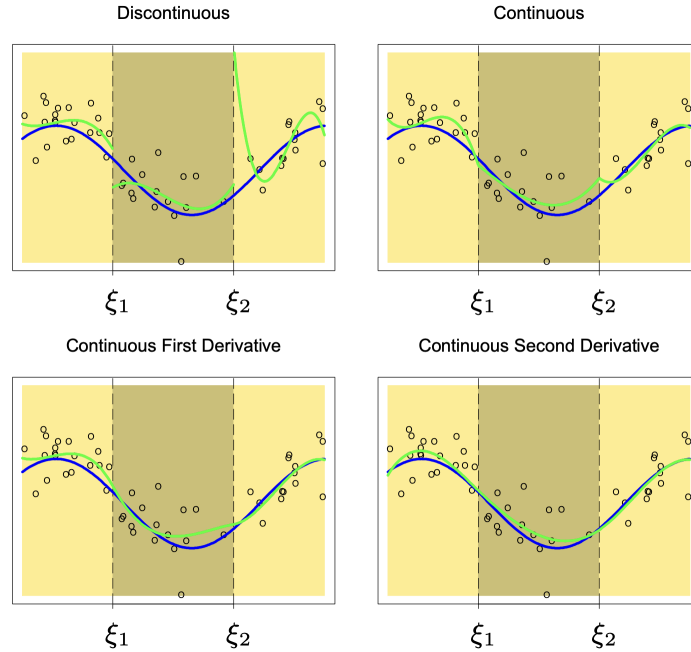 Discontinuous
Continuous
ξ1 ξ2
ξ1 ξ2
Continuous First Derivative
Continuous Second Derivative
ξ1 ξ2
ξ1 ξ2